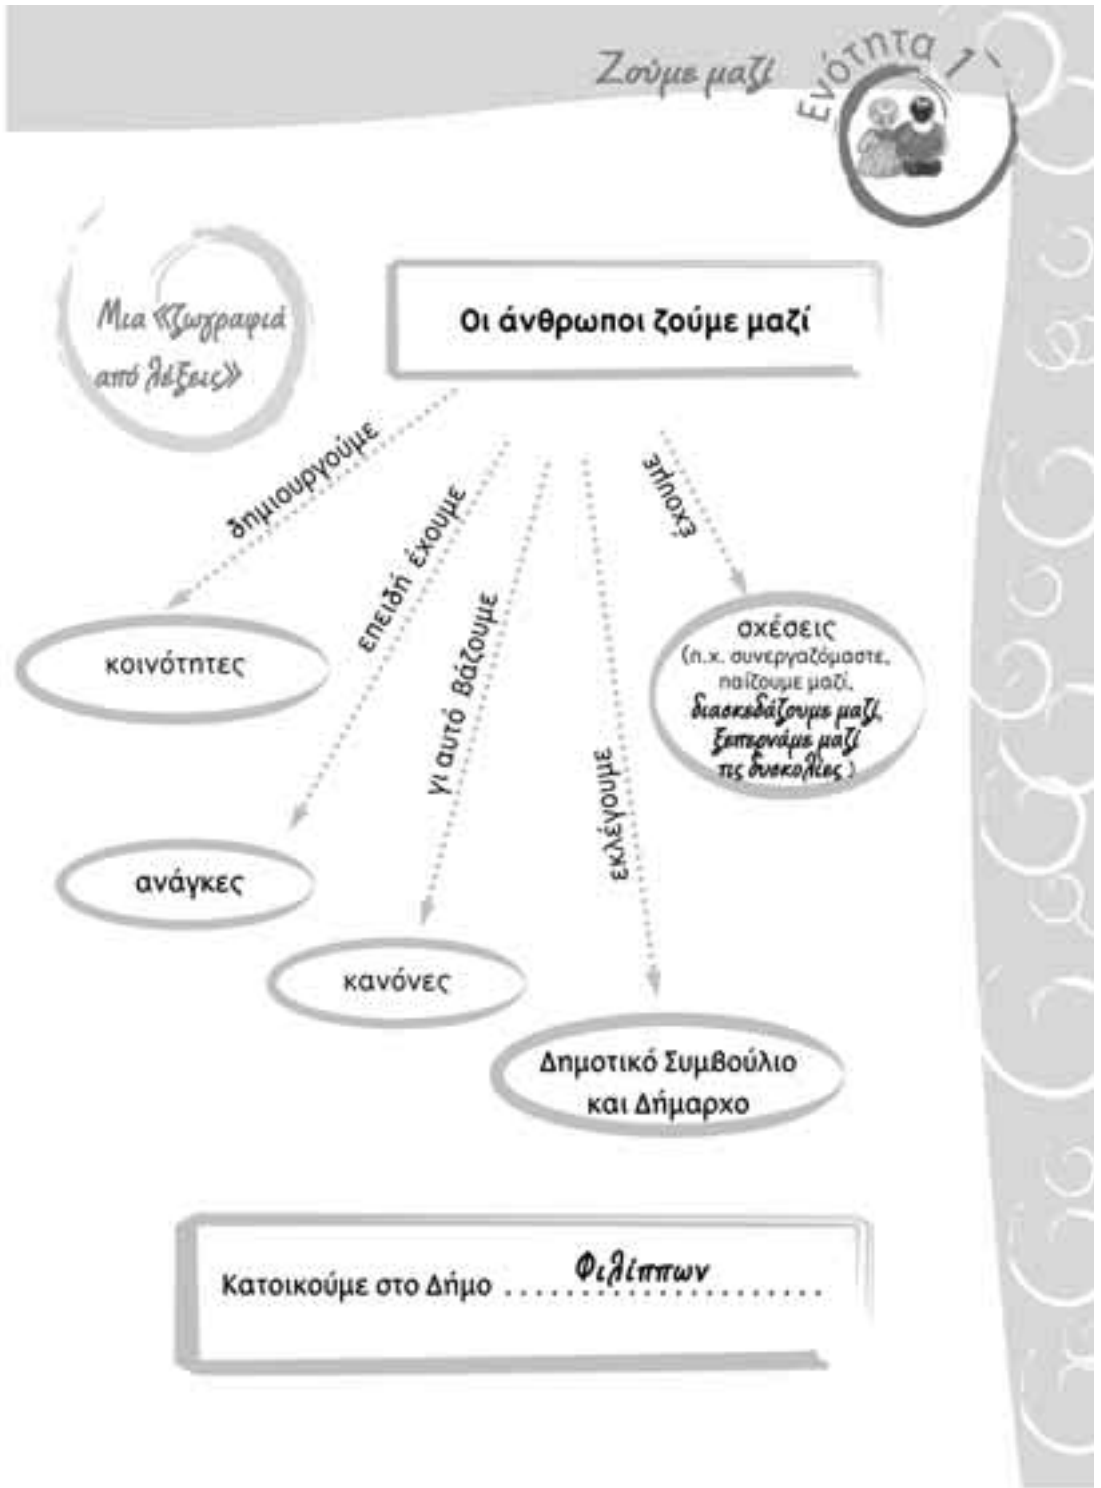 Ζούμε μαζί
Ενότητα 1
Μια «ζωγραφιά
από λέξεις»
Οι άνθρωποι ζούμε μαζί
δημιουργούμε
επειδή έχουμε
γι αυτό βάζουμε
εκλέγουμε
έχουμε
κοινότητες
σχέσεις
(π.χ. συνεργαζόμαστε,
παίζουμε μαζί,
διασκεδάζουμε μαζί,
ξεπερνάμε μαζί
τις δυσκολίες)
ανάγκες
κανόνες
Δημοτικό Συμβούλιο
και Δήμαρχο
Κατοικούμε στο Δήμο ...Φιλίππων...